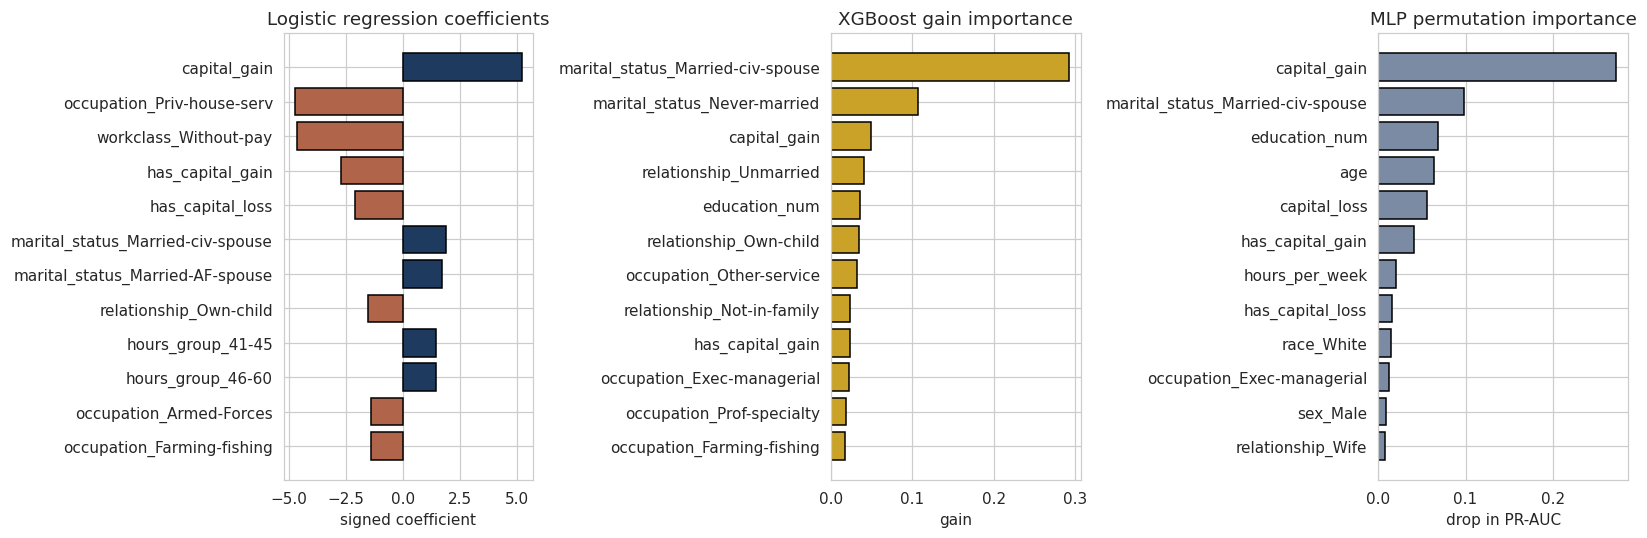 Logistic regression coefficients
capital_gain
occupation_Priv-house-serv
workclass_Without-pay
has_capital_gain
has_capital_loss
marital_status_Married-civ-spouse
marital_status_Married-AF-spouse
relationship_Own-child
hours_group_41-45
hours_group_46-60
occupation_Armed-Forces
occupation_Farming-fishing
−5.0 −2.5 0.0 2.5 5.0
signed coefficient
XGBoost gain importance
marital_status_Married-civ-spouse
marital_status_Never-married
capital_gain
relationship_Unmarried
education_num
relationship_Own-child
occupation_Other-service
relationship_Not-in-family
has_capital_gain
occupation_Exec-managerial
occupation_Prof-specialty
occupation_Farming-fishing
0.0 0.1 0.2 0.3
gain
MLP permutation importance
capital_gain
marital_status_Married-civ-spouse
education_num
age
capital_loss
has_capital_gain
hours_per_week
has_capital_loss
race_White
occupation_Exec-managerial
sex_Male
relationship_Wife
0.0 0.1 0.2
drop in PR-AUC